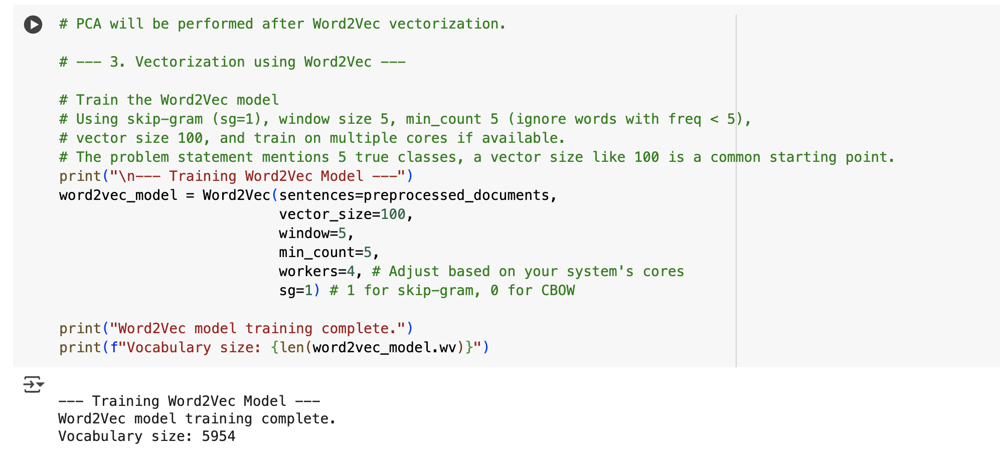 # PCA will be performed after Word2Vec vectorization.
# --- 3. Vectorization using Word2Vec ---
# Train the Word2Vec model
# Using skip-gram (sg=1), window size 5, min_count 5 (ignore words with freq < 5),
# vector size 100, and train on multiple cores if available.
# The problem statement mentions 5 true classes, a vector size like 100 is a common starting point.
print("\n--- Training Word2Vec Model ---")
word2vec_model = Word2Vec(sentences=preprocessed_documents,
                          vector_size=100,
                          window=5,
                          min_count=5,
                          workers=4, # Adjust based on your system's cores
                          sg=1) # 1 for skip-gram, 0 for CBOW
print("Word2Vec model training complete.")
print(f"Vocabulary size: {len(word2vec_model.wv)}")
--- Training Word2Vec Model ---
Word2Vec model training complete.
Vocabulary size: 5954